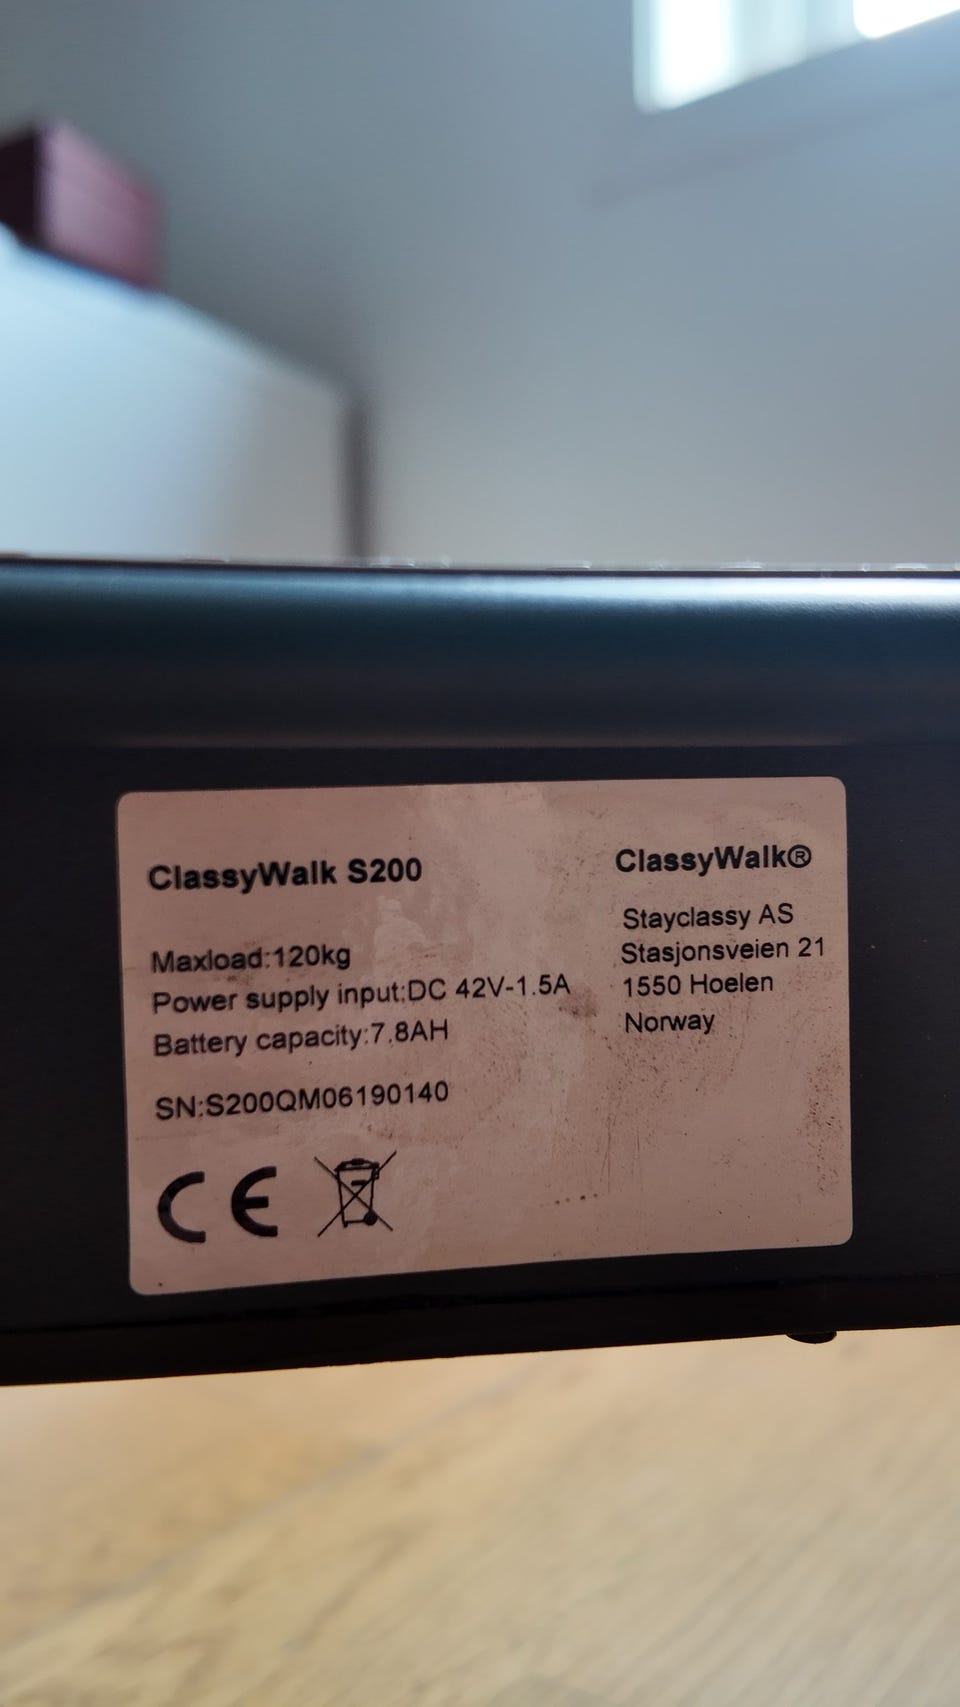 ClassyWalk S200
Maxload:120kg
Power supply input:DC 42V-1.5A
Battery capacity:7.8AH
SN:S200QM06190140
CE
ClassyWalk®
Stayclassy AS
Stasjonsveien 21
1550 Hoelen
Norway